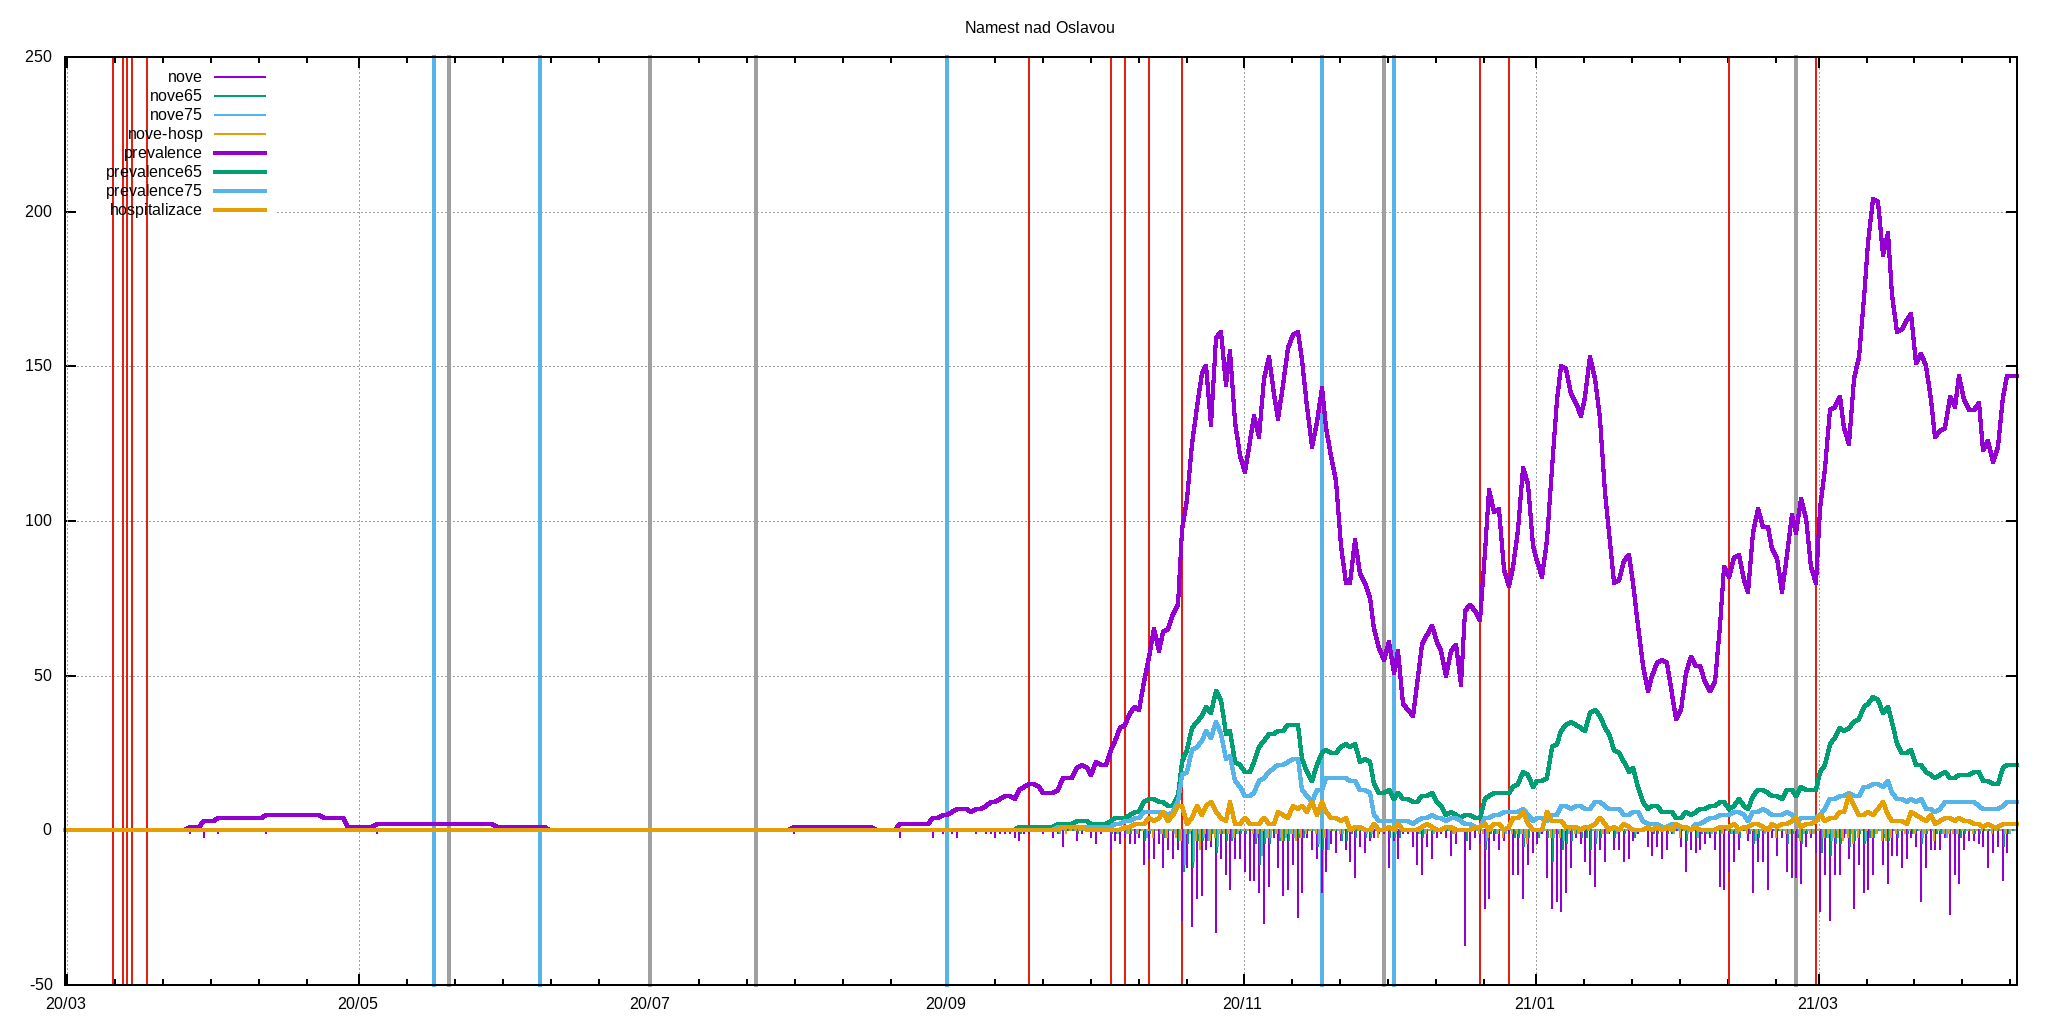 Namest nad Oslavou
250
200
150
100
50
0
-50
nove
nove65
nove75
nove-hosp
prevalence
prevalence65
prevalence75
hospitalizace
20/03
20/05
20/07
20/09
20/11
21/01
21/03